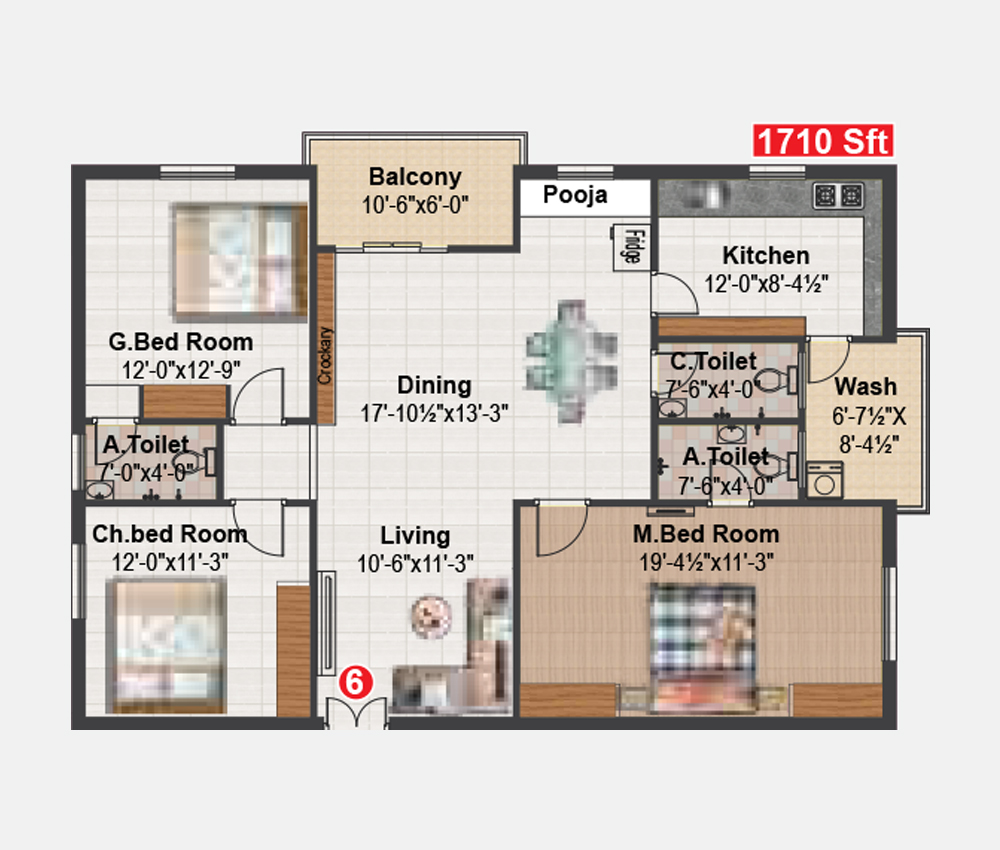 1710 Sft
Balcony
10'-6"x6'-0"
Pooja
Fridge
Kitchen
12'-0"x8'-4½"
G.Bed Room
12'-0"x12'-9"
Crockary
Dining
17'-10½"x13'-3"
C.Toilet
7'-6"x4'-0"
Wash
6'-7½"X
8'-4½"
A.Toilet
7'-0"x4'-0"
A.Toilet
7'-6"x4'-0"
Ch.bed Room
12'-0"x11'-3"
Living
10'-6"x11'-3"
M.Bed Room
19'-4½"x11'-3"
6